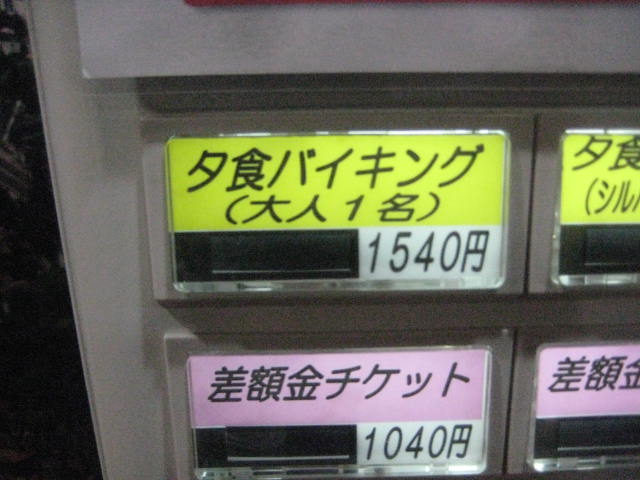 夕食バイキング
(大人1名)
1540円
夕食
(シル
差額金チケット
1040円
差額金